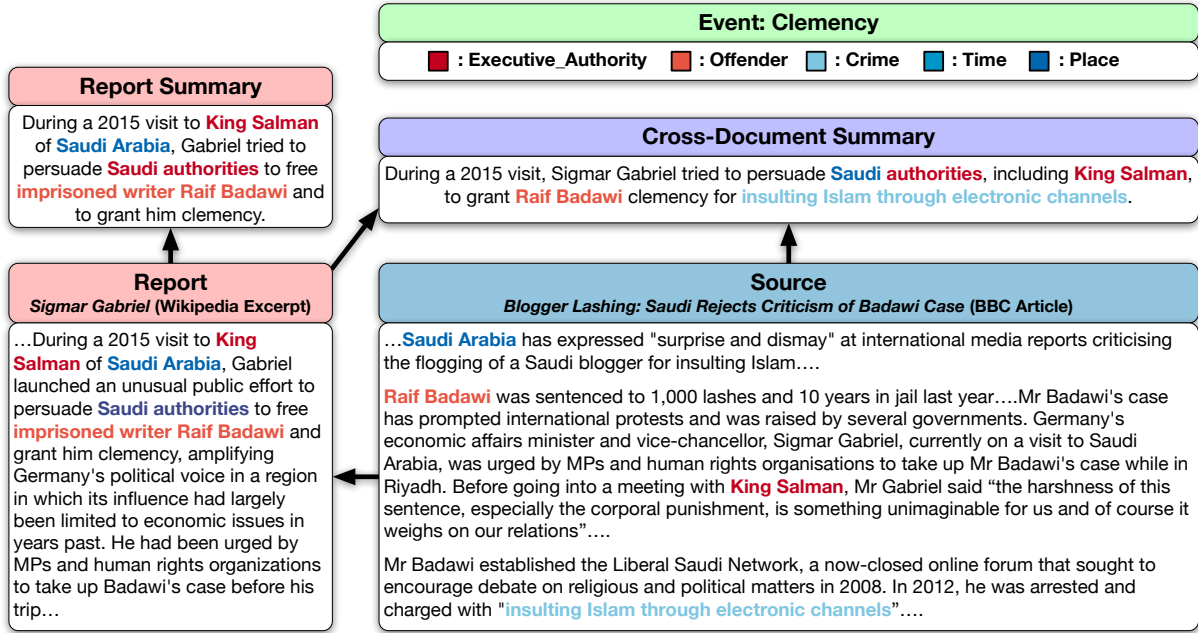 Event: Clemency
: Executive_Authority : Offender : Crime : Time : Place
Report Summary
During a 2015 visit to King Salman
of Saudi Arabia, Gabriel tried to
persuade Saudi authorities to free
imprisoned writer Raif Badawi and
to grant him clemency.
Cross-Document Summary
During a 2015 visit, Sigmar Gabriel tried to persuade Saudi authorities, including King Salman,
to grant Raif Badawi clemency for insulting Islam through electronic channels.
Report
Sigmar Gabriel (Wikipedia Excerpt)
...During a 2015 visit to King
Salman of Saudi Arabia, Gabriel
launched an unusual public effort to
persuade Saudi authorities to free
imprisoned writer Raif Badawi and
grant him clemency, amplifying
Germany's political voice in a region
in which its influence had largely
been limited to economic issues in
years past. He had been urged by
MPs and human rights organizations
to take up Badawi's case before his
trip...
Source
Blogger Lashing: Saudi Rejects Criticism of Badawi Case (BBC Article)
...Saudi Arabia has expressed "surprise and dismay" at international media reports criticising
the flogging of a Saudi blogger for insulting Islam....
Raif Badawi was sentenced to 1,000 lashes and 10 years in jail last year....Mr Badawi's case
has prompted international protests and was raised by several governments. Germany's
economic affairs minister and vice-chancellor, Sigmar Gabriel, currently on a visit to Saudi
Arabia, was urged by MPs and human rights organisations to take up Mr Badawi's case while in
Riyadh. Before going into a meeting with King Salman, Mr Gabriel said “the harshness of this
sentence, especially the corporal punishment, is something unimaginable for us and of course it
weighs on our relations”....
Mr Badawi established the Liberal Saudi Network, a now-closed online forum that sought to
encourage debate on religious and political matters in 2008. In 2012, he was arrested and
charged with "insulting Islam through electronic channels”....